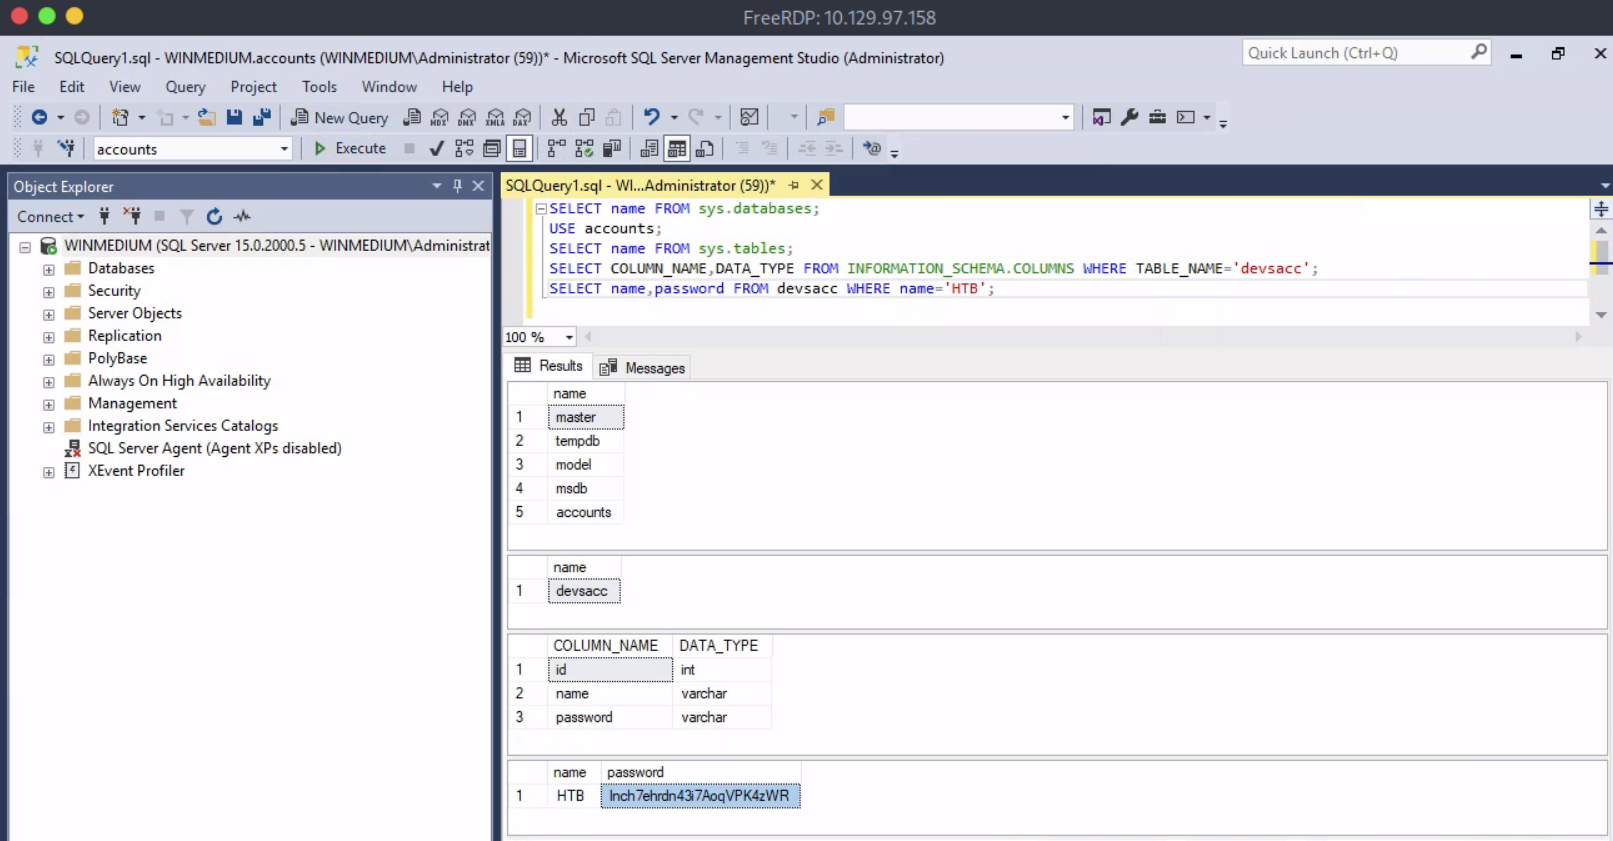 FreeRDP: 10.129.97.158
SQLQuery1.sql - WINMEDIUM.accounts (WINMEDIUM\Administrator (59))* - Microsoft SQL Server Management Studio (Administrator)
Quick Launch (Ctrl+Q)
File Edit View Query Project Tools Window Help
New Query MDX DMX XMLA DAX
accounts Execute
Object Explorer
Connect
WINMEDIUM (SQL Server 15.0.2000.5 - WINMEDIUM\Administrat
Databases
Security
Server Objects
Replication
PolyBase
Always On High Availability
Management
Integration Services Catalogs
SQL Server Agent (Agent XPs disabled)
XEvent Profiler
SQLQuery1.sql - WI...Administrator (59))*
SELECT name FROM sys.databases;
USE accounts;
SELECT name FROM sys.tables;
SELECT COLUMN_NAME,DATA_TYPE FROM INFORMATION_SCHEMA.COLUMNS WHERE TABLE_NAME='devsacc';
SELECT name,password FROM devsacc WHERE name='HTB';
100 %
Results Messages
name
1 master
2 tempdb
3 model
4 msdb
5 accounts
name
1 devsacc
COLUMN_NAME DATA_TYPE
1 id int
2 name varchar
3 password varchar
name password
1 HTB lnch7ehrdn43i7AoqVPK4zWR